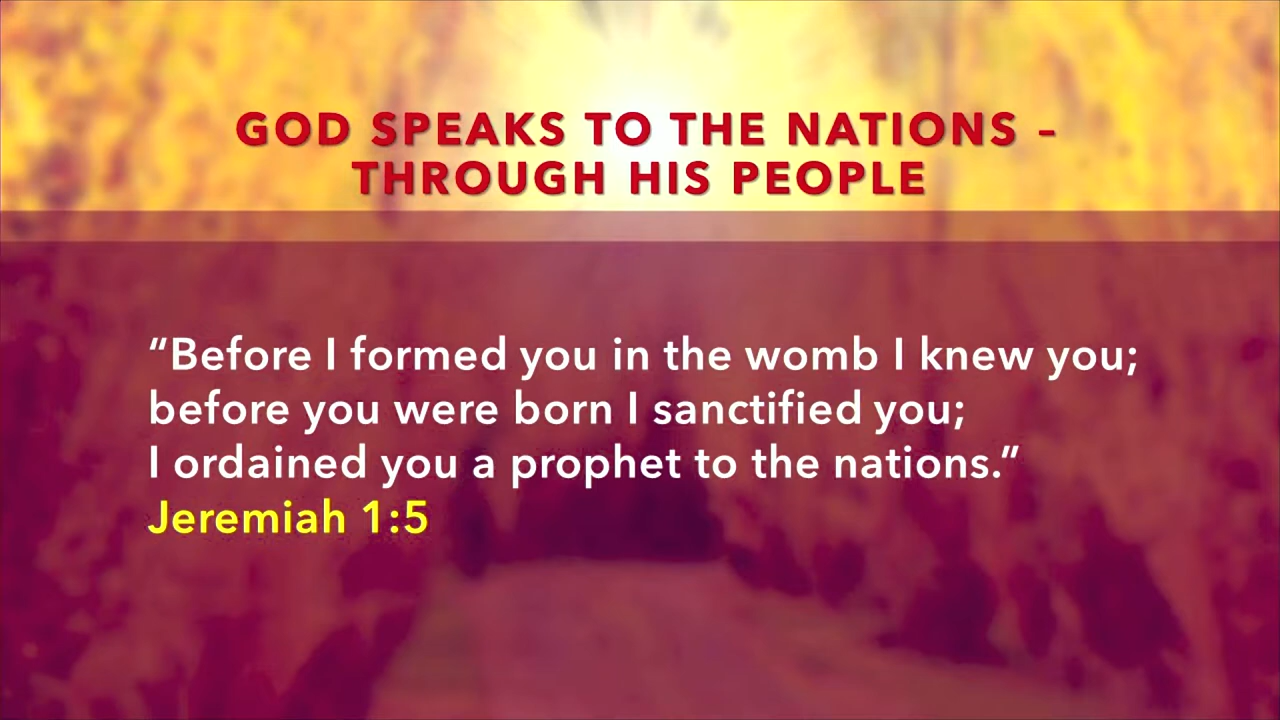 GOD SPEAKS TO THE NATIONS –
THROUGH HIS PEOPLE
“Before I formed you in the womb I knew you;
before you were born I sanctified you;
I ordained you a prophet to the nations.”
Jeremiah 1:5